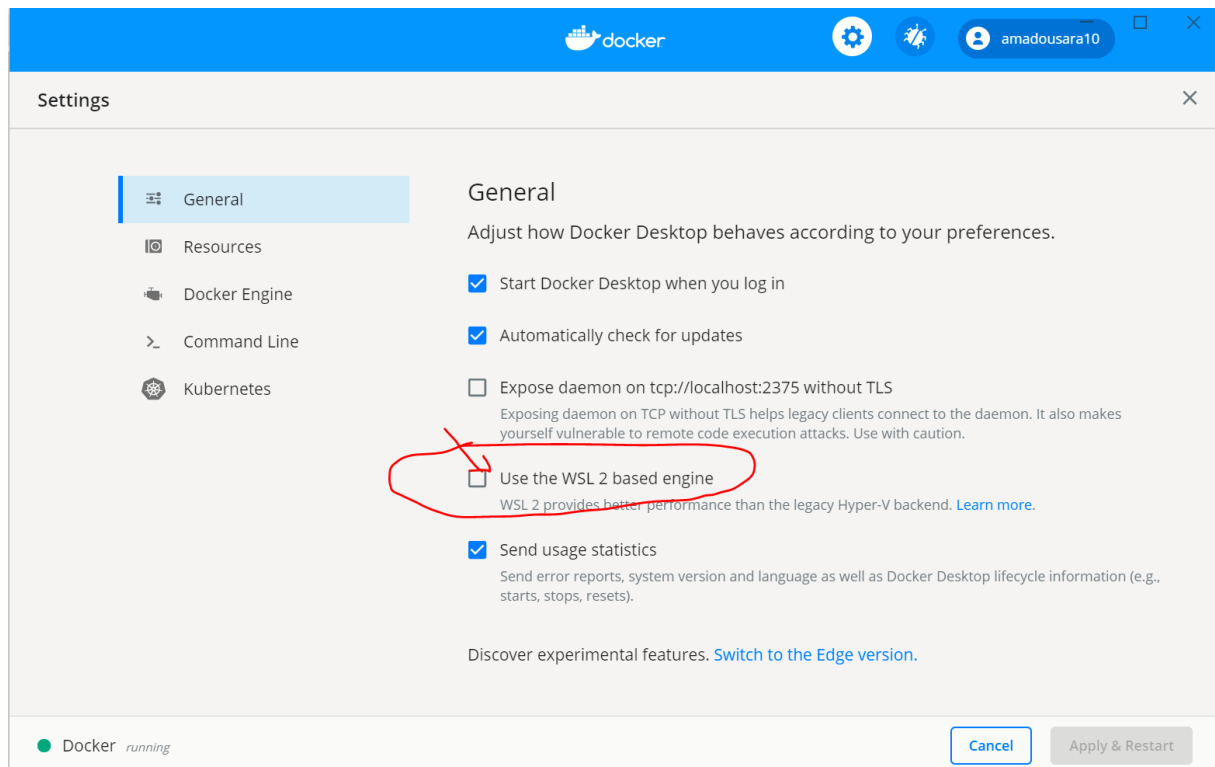 docker
amadousara10
Settings
General
Resources
Docker Engine
Command Line
Kubernetes
General
Adjust how Docker Desktop behaves according to your preferences.
Start Docker Desktop when you log in
Automatically check for updates
Expose daemon on tcp://localhost:2375 without TLS
Exposing daemon on TCP without TLS helps legacy clients connect to the daemon. It also makes
yourself vulnerable to remote code execution attacks. Use with caution.
Use the WSL 2 based engine
WSL 2 provides better performance than the legacy Hyper-V backend. Learn more.
Send usage statistics
Send error reports, system version and language as well as Docker Desktop lifecycle information (e.g.,
starts, stops, resets).
Discover experimental features. Switch to the Edge version.
Docker running
Cancel
Apply & Restart